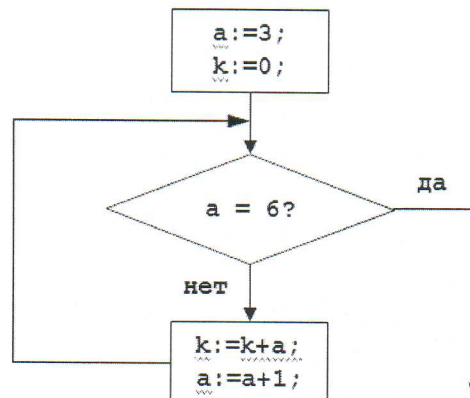 a:=3;
k:=0;
a = 6?
да
нет
k:=k+a;
a:=a+1;